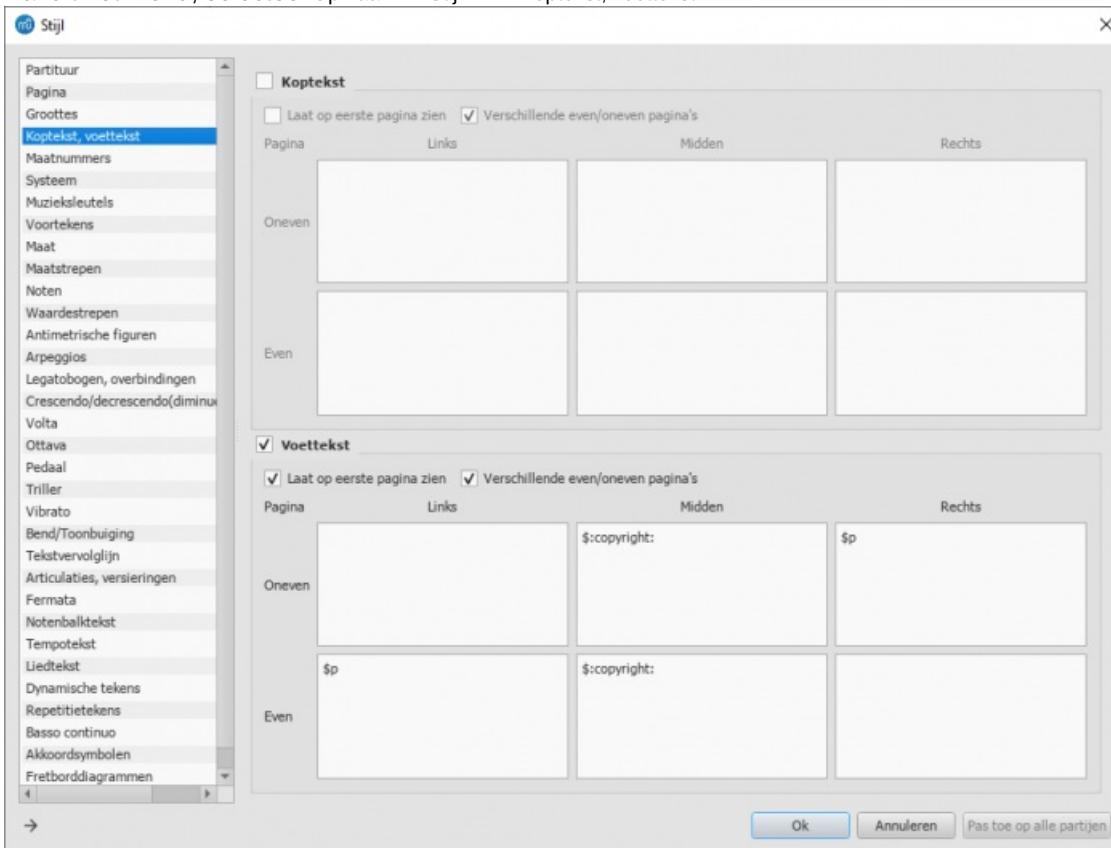 Stijl
Partituur
Pagina
Groottes
Koptekst, voettekst
Maatnummers
Systeem
Muzieksleutels
Voortekens
Maat
Maatstrepen
Noten
Waardestrepen
Antimetrische figuren
Arpeggios
Legatobogen, overbindingen
Crescendo/decrescendo(diminue
Volta
Ottava
Pedaal
Triller
Vibrato
Bend/Toonbuiging
Tekstvervolglijn
Articulaties, versieringen
Fermata
Notenbalktekst
Tempotekst
Liedtekst
Dynamische tekens
Repetitietekens
Basso continuo
Akkoordsymbolen
Fretborddiagrammen
Koptekst
Laat op eerste pagina zien Verschillende even/oneven pagina's
Pagina Links Midden Rechts
Oneven
Even
Voettekst
Laat op eerste pagina zien Verschillende even/oneven pagina's
Pagina Links Midden Rechts
$:copyright: $p
Oneven
$p $:copyright:
Even
Ok Annuleren Pas toe op alle partijen